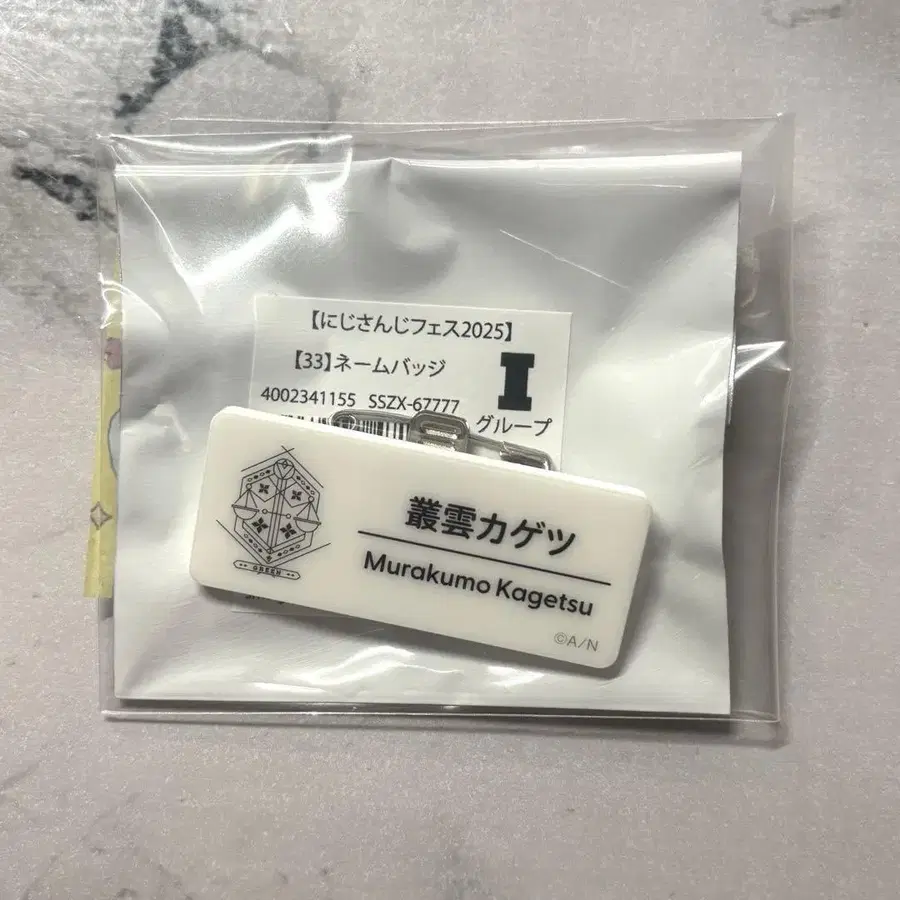 【にじさんじフェス2025】
【33】ネームバッジ
4002341155 SSZX-67777
I
グループ
叢雲カゲツ
Murakumo Kagetsu
GREEN
©A/N